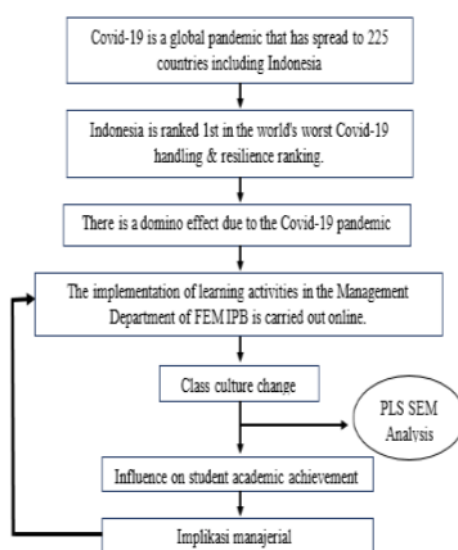 Covid-19 is a global pandemic that has spread to 225
countries including Indonesia
Indonesia is ranked 1st in the world's worst Covid-19
handling & resilience ranking.
There is a domino effect due to the Covid-19 pandemic
The implementation of learning activities in the Management
Department of FEM IPB is carried out online.
Class culture change
PLS SEM
Analysis
Influence on student academic achievement
Implikasi manajerial